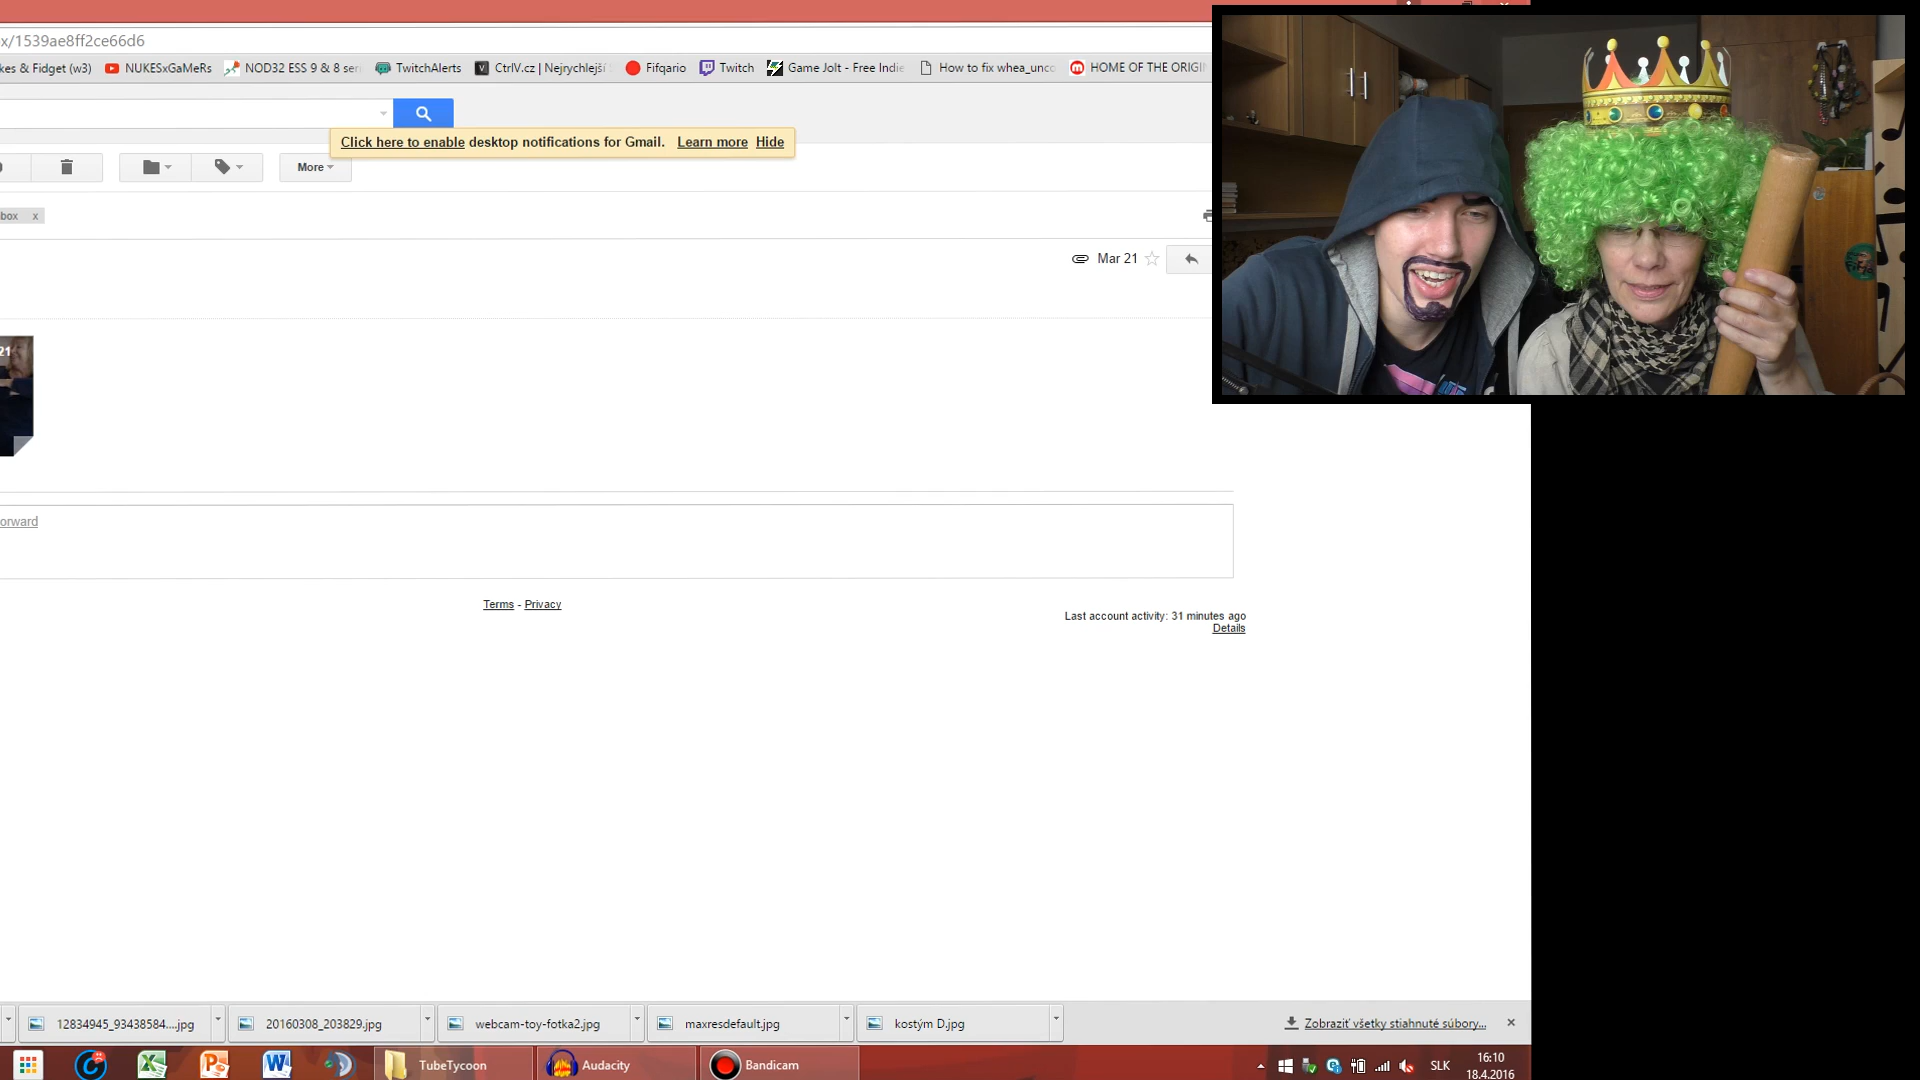 x/1539ae8ff2ce66d6
kes & Fidget (w3) NUKESxGaMeRs NOD32 ESS 9 & 8 seri TwitchAlerts CtrlV.cz | Nejrychlejší Fifqario Twitch Game Jolt - Free Indie How to fix whea_unco HOME OF THE ORIGI
Click here to enable desktop notifications for Gmail. Learn more Hide
More
box x
Mar 21
21
orward
Terms - Privacy
Last account activity: 31 minutes ago
Details
12834945_93438584....jpg 20160308_203829.jpg webcam-toy-fotka2.jpg maxresdefault.jpg kostým D.jpg Zobraziť všetky stiahnuté súbory...
TubeTycoon Audacity Bandicam SLK 16:10
18.4.2016